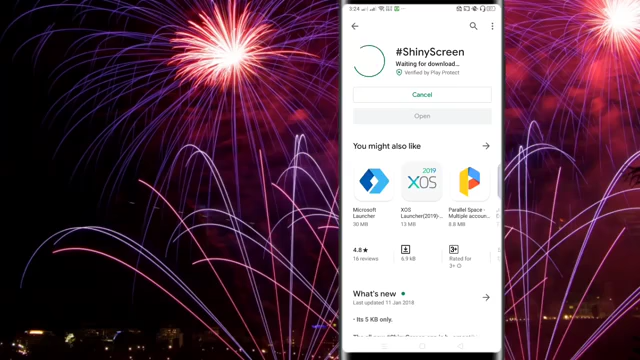 3:24
#ShinyScreen
Waiting for download...
Verified by Play Protect
Cancel
Open
You might also like
2019
XOS
Microsoft Launcher
30 MB
XOS Launcher(2019)-...
13 MB
Parallel Space - Multiple accoun...
8.8 MB
4.8★
16 reviews
6.9 kB
3+
Rated for 3+
What's new
Last updated 11 Jan 2018
- Its 5 KB only.